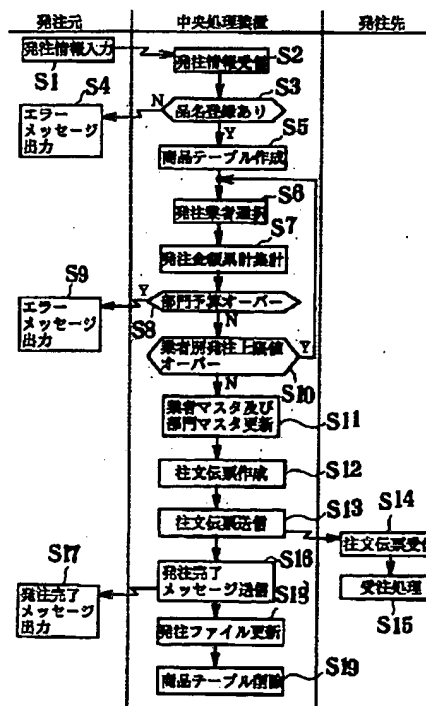 発注元
中央処理装置
発注先
発注情報入力
S1
発注情報受信
S2
S3
品名登録あり
N
Y
S4
エラー
メッセージ
出力
S5
商品テーブル作成
S6
発注業者選択
S7
発注金額累計集計
S8
部門予算オーバー
Y
N
S9
エラー
メッセージ
出力
業者別発注上限値
オーバー
Y
N
S10
業者マスタ及び
部門マスタ更新
S11
注文伝票作成
S12
注文伝票送信
S13
S14
注文伝票受信
受注処理
S15
S16
発注完了
メッセージ送信
S17
発注完了
メッセージ
出力
発注ファイル更新
商品テーブル削除
S19